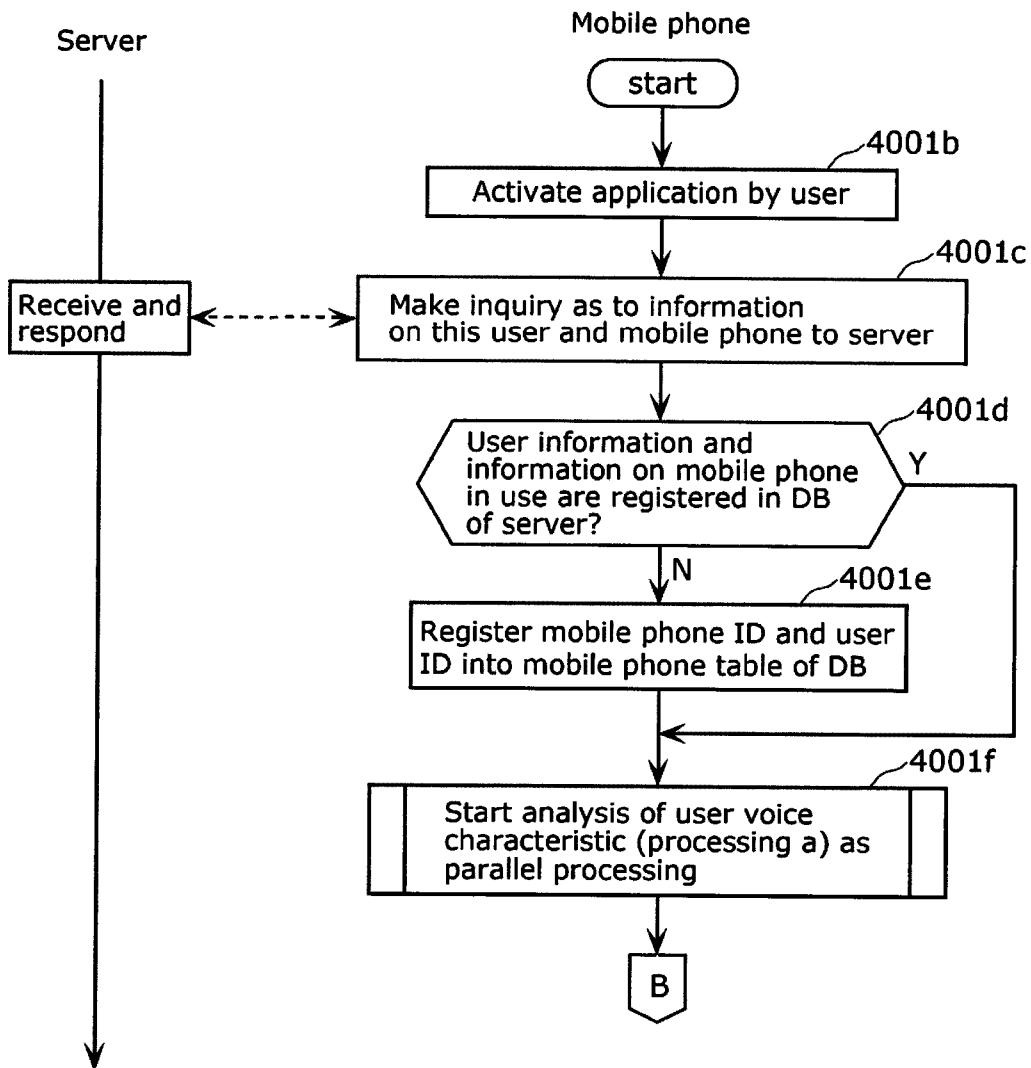 Server
Mobile phone
start
4001b
Activate application by user
4001c
Receive and
respond
Make inquiry as to information
on this user and mobile phone to server
4001d
User information and
information on mobile phone
in use are registered in DB
of server?
Y
N
4001e
Register mobile phone ID and user
ID into mobile phone table of DB
4001f
Start analysis of user voice
characteristic (processing a) as
parallel processing
B